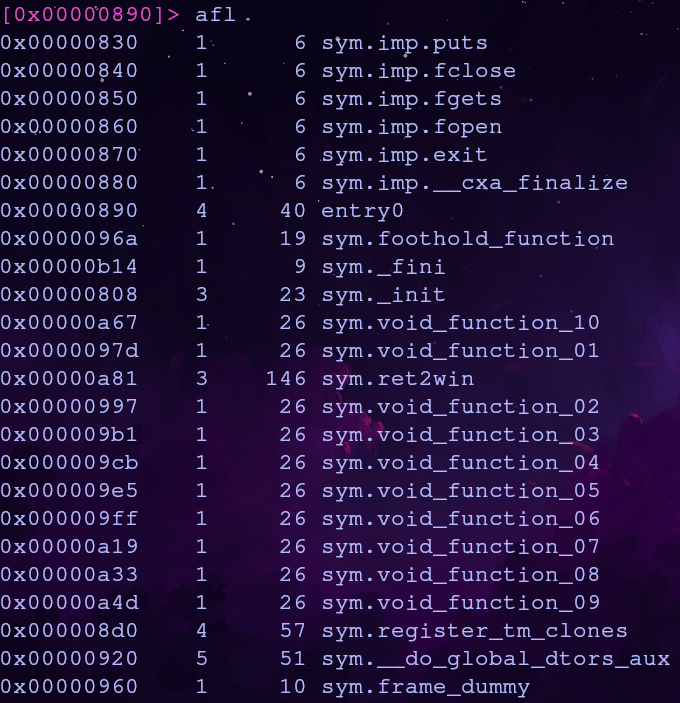 [0x00000890]> afl
0x00000830 1 6 sym.imp.puts
0x00000840 1 6 sym.imp.fclose
0x00000850 1 6 sym.imp.fgets
0x00000860 1 6 sym.imp.fopen
0x00000870 1 6 sym.imp.exit
0x00000880 1 6 sym.imp.__cxa_finalize
0x00000890 4 40 entry0
0x0000096a 1 19 sym.foothold_function
0x00000b14 1 9 sym._fini
0x00000808 3 23 sym._init
0x00000a67 1 26 sym.void_function_10
0x0000097d 1 26 sym.void_function_01
0x00000a81 3 146 sym.ret2win
0x00000997 1 26 sym.void_function_02
0x000009b1 1 26 sym.void_function_03
0x000009cb 1 26 sym.void_function_04
0x000009e5 1 26 sym.void_function_05
0x000009ff 1 26 sym.void_function_06
0x00000a19 1 26 sym.void_function_07
0x00000a33 1 26 sym.void_function_08
0x00000a4d 1 26 sym.void_function_09
0x000008d0 4 57 sym.register_tm_clones
0x00000920 5 51 sym.__do_global_dtors_aux
0x00000960 1 10 sym.frame_dummy